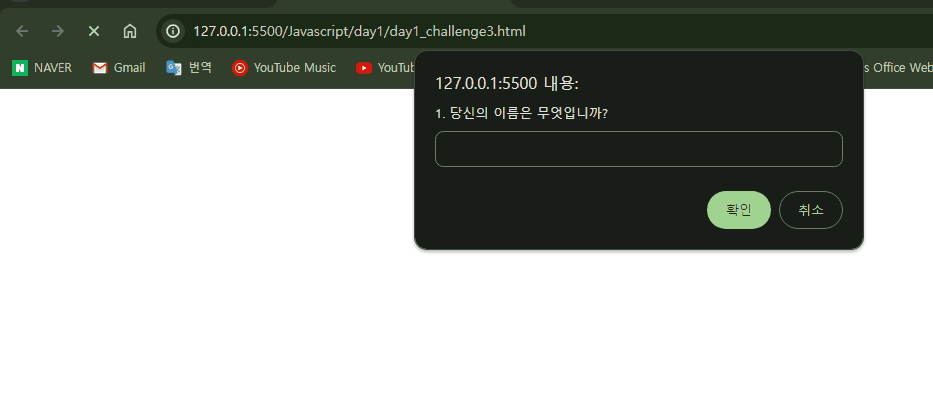 127.0.0.1:5500/Javascript/day1/day1_challenge3.html
NAVER Gmail 번역 YouTube Music YouTu s Office Web
127.0.0.1:5500 내용:
1. 당신의 이름은 무엇입니까?
확인 취소